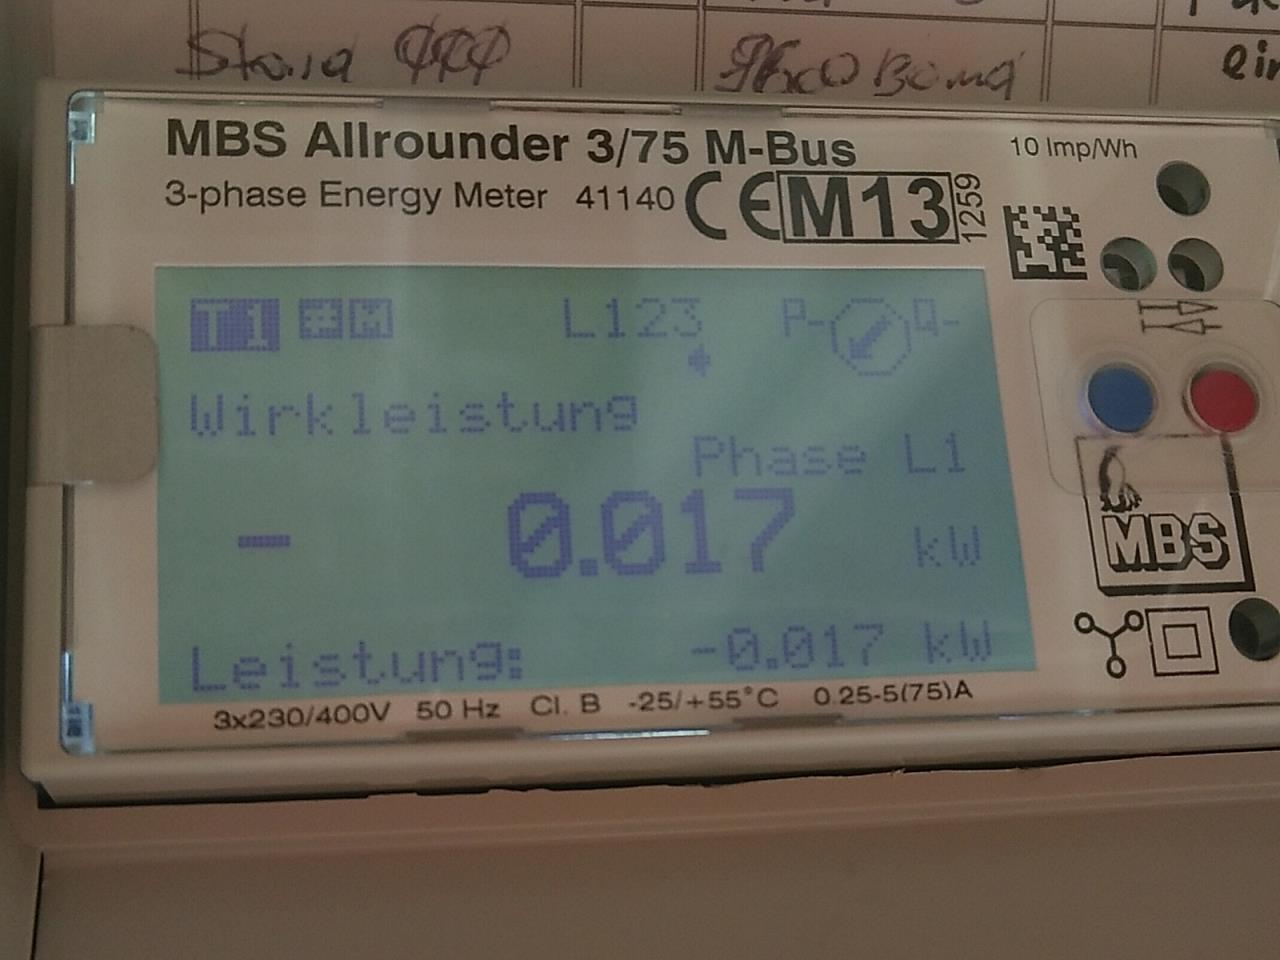 MBS Allrounder 3/75 M-Bus
10 Imp/Wh
3-phase Energy Meter 41140 CE M13 1259
T1 L123 P- Q-
Wirkleistung
Phase L1
- 0.017 kW
Leistung: -0.017 kW
MBS
3x230/400V 50 Hz Cl. B -25/+55°C 0.25-5(75)A